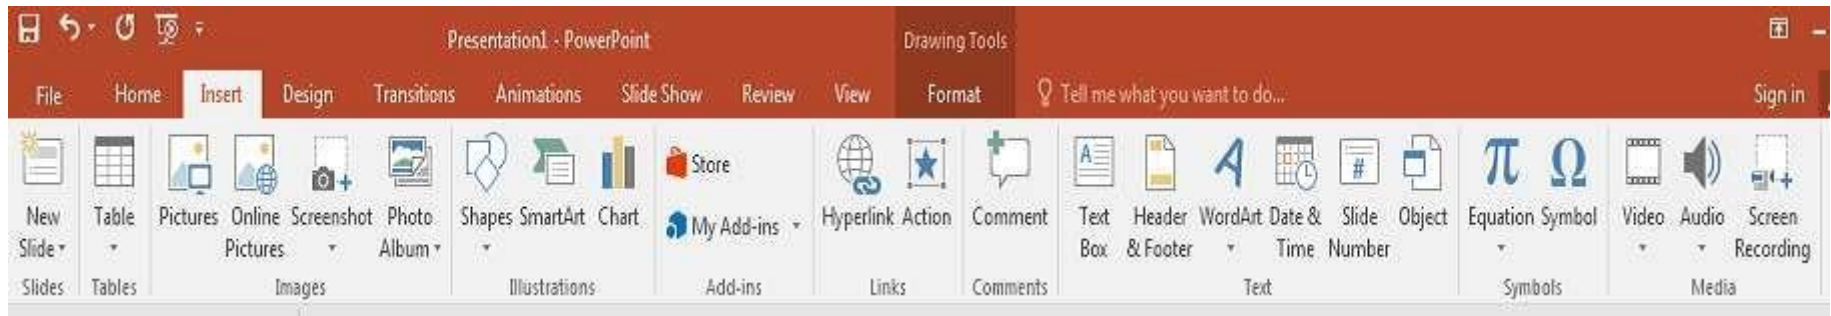 Presentation1 - PowerPoint
Drawing Tools
File Home Insert Design Transitions Animations Slide Show Review View Format Tell me what you want to do... Sign in
Store
New Table Pictures Online Screenshot Photo Shapes SmartArt Chart My Add-ins Hyperlink Action Comment Text Header WordArt Date & Slide Object Equation Symbol Video Audio Screen
Slide Pictures Album Box & Footer Time Number Recording
Slides Tables Images Illustrations Add-ins Links Comments Text Symbols Media